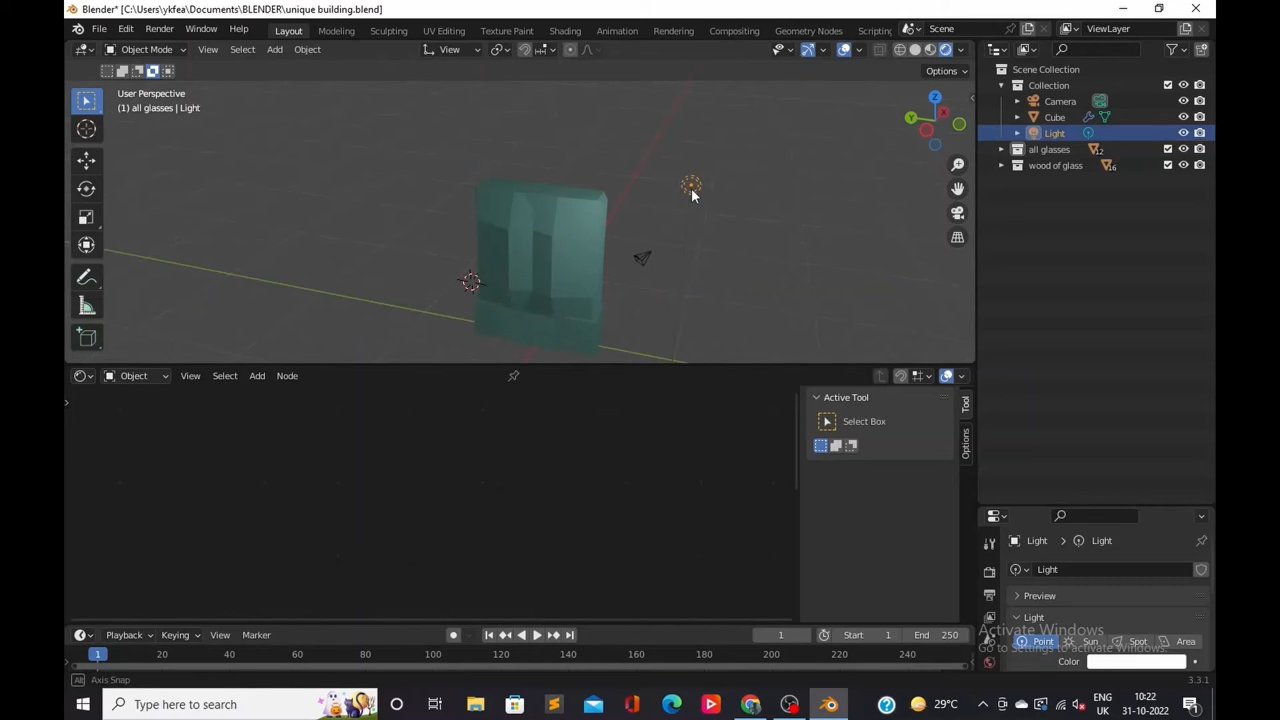 Blender* [C:\Users\ykfea\Documents\BLENDER\unique building.blend]
File Edit Render Window Help Layout Modeling Sculpting UV Editing Texture Paint Shading Animation Rendering Compositing Geometry Nodes Scripting Scene ViewLayer
Object Mode View Select Add Object View
Options
User Perspective
(1) all glasses | Light
Z
X
Y
Scene Collection
Collection
Camera
Cube
Light
all glasses 12
wood of glass 16
Object View Select Add Node
Active Tool
Select Box
Tool
Options
Light Light
Light
Preview
Light
Point Sun Spot Area
Color
Activate Windows
Go to Settings to activate Windows.
Playback Keying View Marker 1 Start 1 End 250
1 20 40 60 80 100 120 140 160 180 200 220 240
Alt Axis Snap 3.3.1
Type here to search 29°C ENG UK 10:22 31-10-2022 1